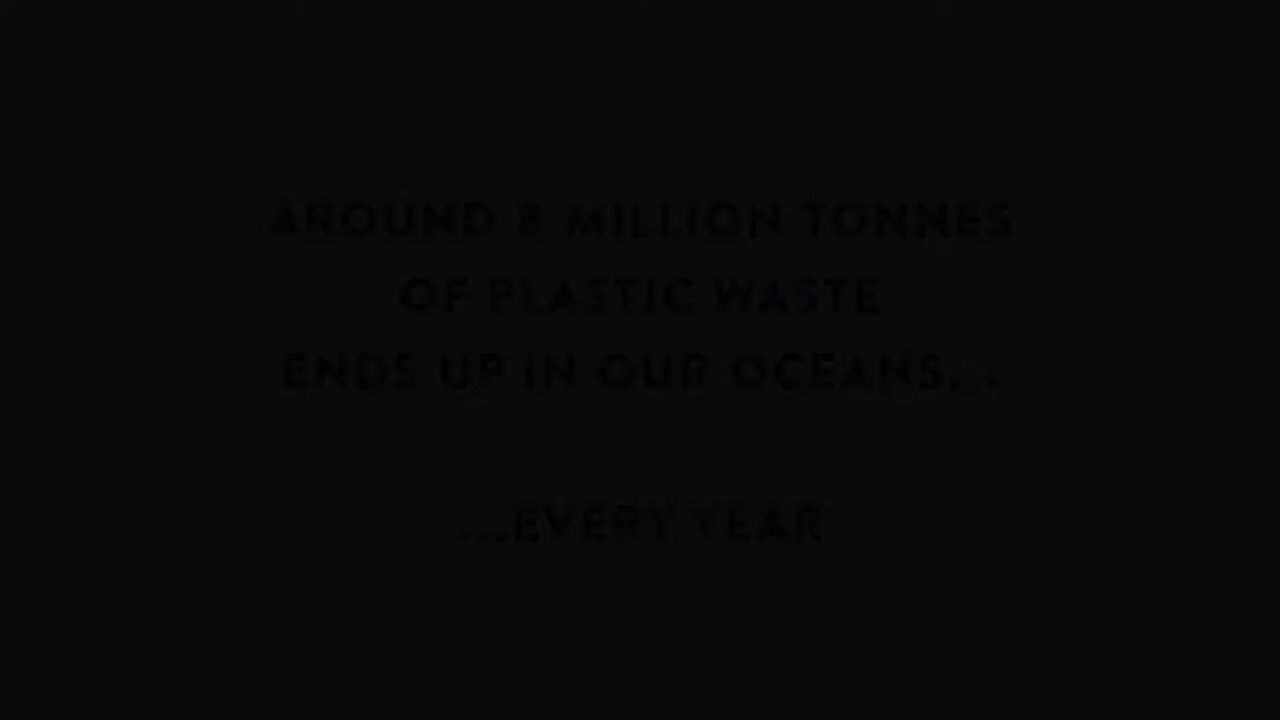 AROUND 8 MILLION TONNES
OF PLASTIC WASTE
ENDS UP IN OUR OCEANS...
...EVERY YEAR